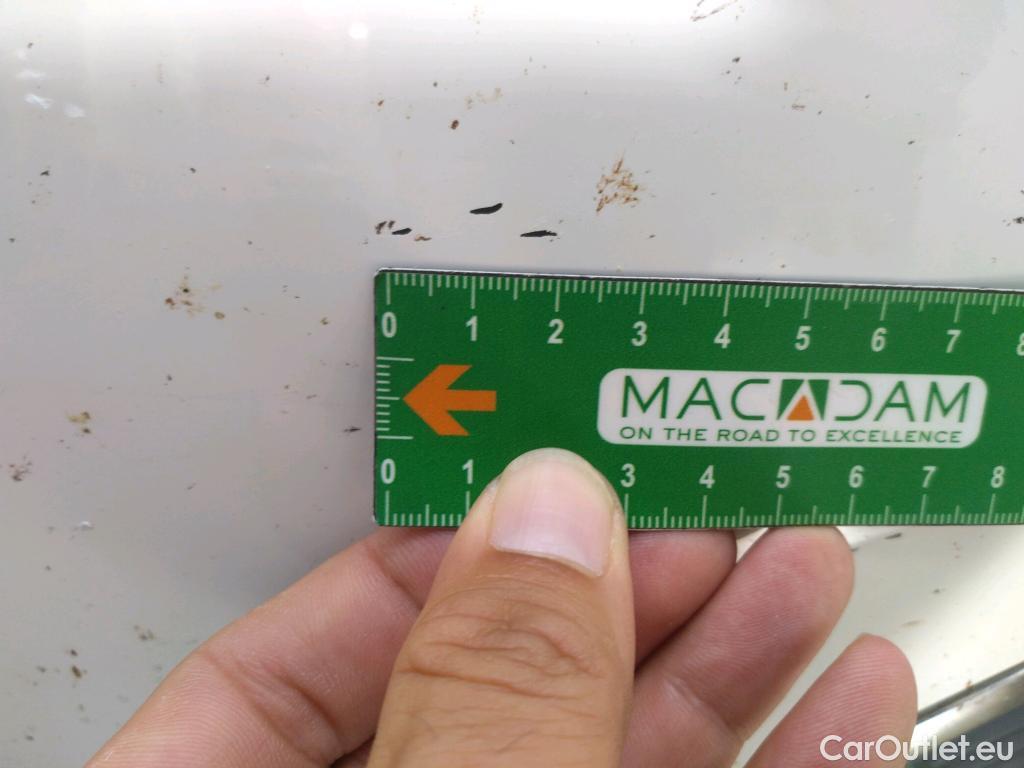 0 1 2 3 4 5 6 7 8
MACADAM
ON THE ROAD TO EXCELLENCE
0 1 3 4 5 6 7 8
CarOutlet.eu